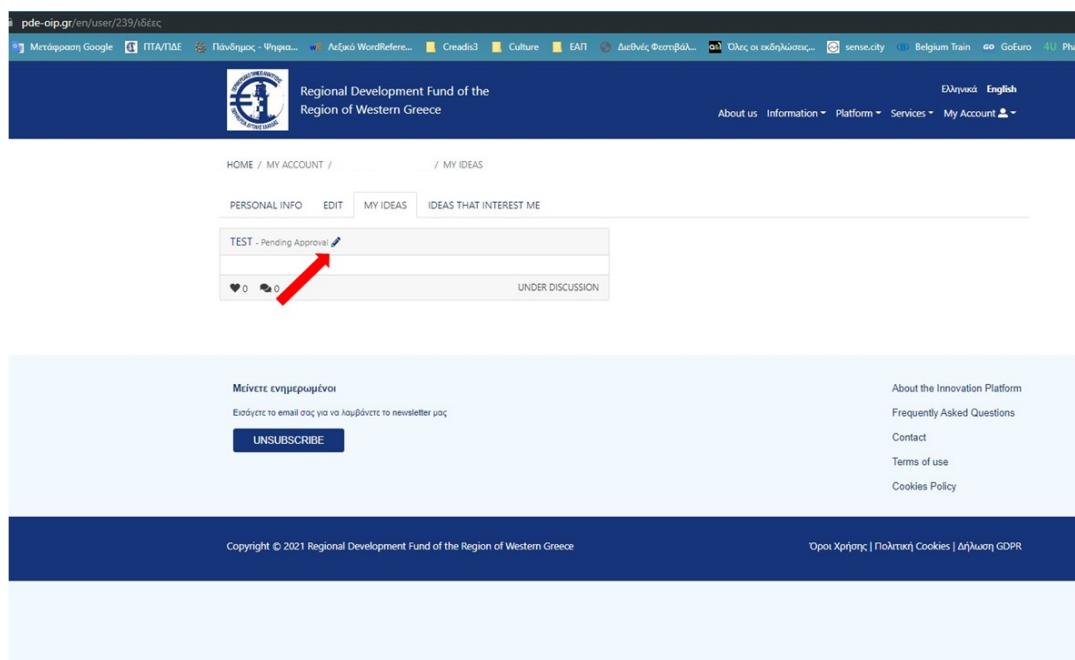 pde-oip.gr/en/user/239/ιδέες
Μετάφραση Google ΠΤΑ/ΠΔΕ Πάνδημος - Ψηφια... Λεξικό WordRefere... Creadis3 Culture ΕΑΠ Διεθνές Φεστιβάλ... Όλες οι εκδηλώσεις... sense.city Belgium Train GO GoEuro 4U Pha
Regional Development Fund of the
Region of Western Greece
Ελληνικά English
About us Information Platform Services My Account
HOME / MY ACCOUNT / / MY IDEAS
PERSONAL INFO EDIT MY IDEAS IDEAS THAT INTEREST ME
TEST - Pending Approval
0 0 UNDER DISCUSSION
Μείνετε ενημερωμένοι
Εισάγετε το email σας για να λαμβάνετε το newsletter μας
UNSUBSCRIBE
About the Innovation Platform
Frequently Asked Questions
Contact
Terms of use
Cookies Policy
Copyright © 2021 Regional Development Fund of the Region of Western Greece
Όροι Χρήσης | Πολιτική Cookies | Δήλωση GDPR